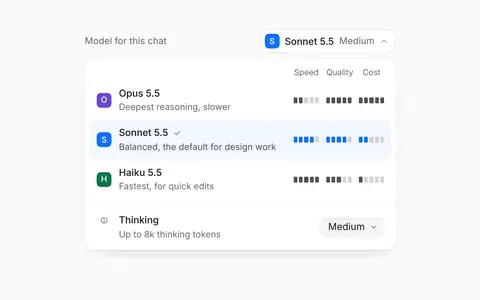 Model for this chat
S Sonnet 5.5 Medium
Speed Quality Cost
O Opus 5.5
Deepest reasoning, slower
S Sonnet 5.5
Balanced, the default for design work
H Haiku 5.5
Fastest, for quick edits
Thinking
Up to 8k thinking tokens
Medium